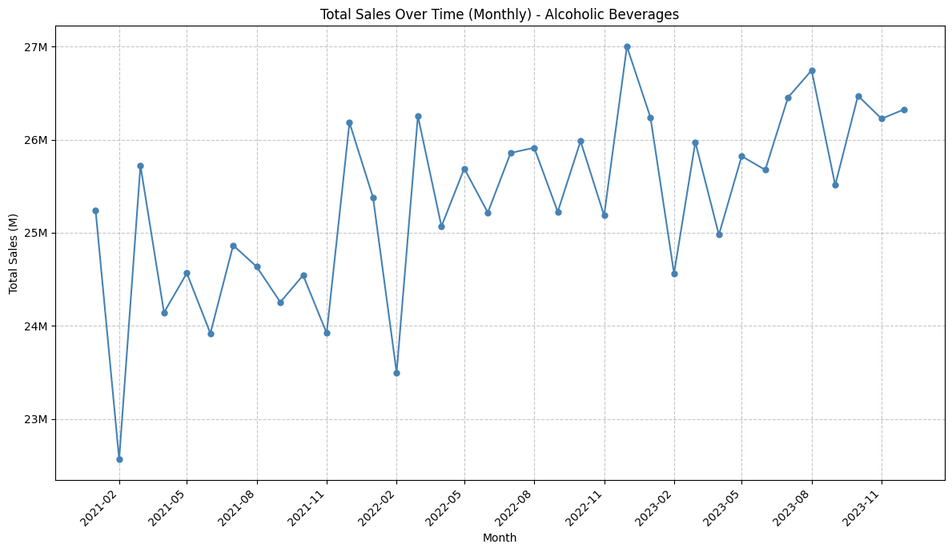 Total Sales Over Time (Monthly) - Alcoholic Beverages
Total Sales (M)
27M
26M
25M
24M
23M
2021-02
2021-05
2021-08
2021-11
2022-02
2022-05
2022-08
2022-11
2023-02
2023-05
2023-08
2023-11
Month